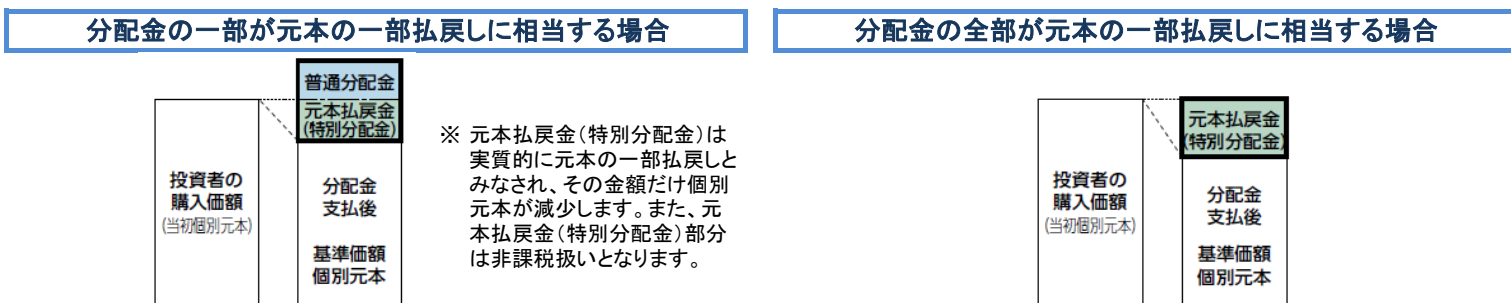 分配金の一部が元本の一部払戻しに相当する場合
普通分配金
元本払戻金
(特別分配金)
投資者の
購入価額
(当初個別元本)
分配金
支払後
基準価額
個別元本
※ 元本払戻金(特別分配金)は
実質的に元本の一部払戻しと
みなされ、その金額だけ個別
元本が減少します。また、元
本払戻金(特別分配金)部分
は非課税扱いとなります。
分配金の全部が元本の一部払戻しに相当する場合
元本払戻金
(特別分配金)
投資者の
購入価額
(当初個別元本)
分配金
支払後
基準価額
個別元本